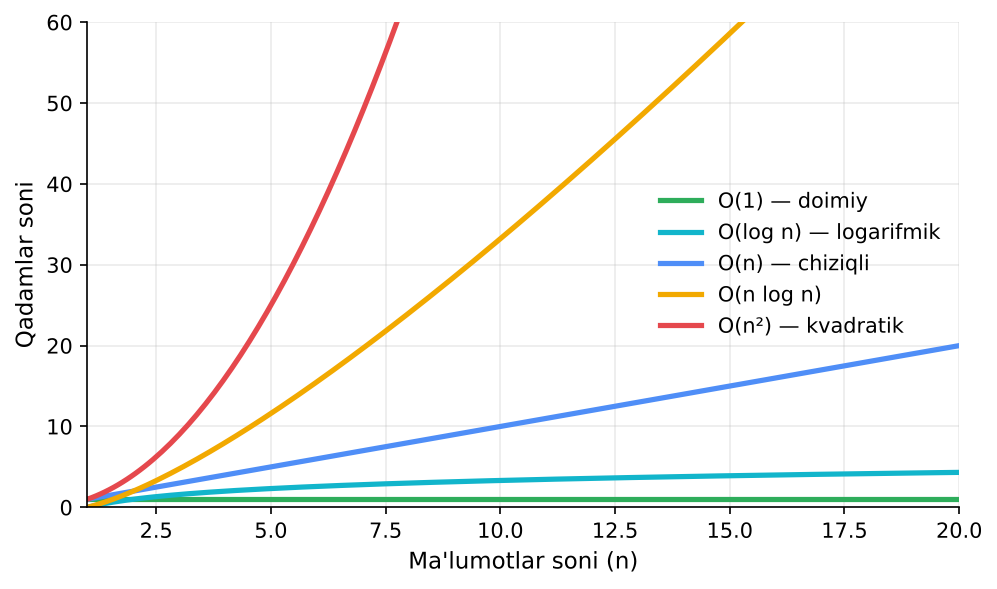 60
50
40
30
20
10
0
Qadamlar soni
O(1) — doimiy
O(log n) — logarifmik
O(n) — chiziqli
O(n log n)
O(n²) — kvadratik
2.5 5.0 7.5 10.0 12.5 15.0 17.5 20.0
Ma'lumotlar soni (n)